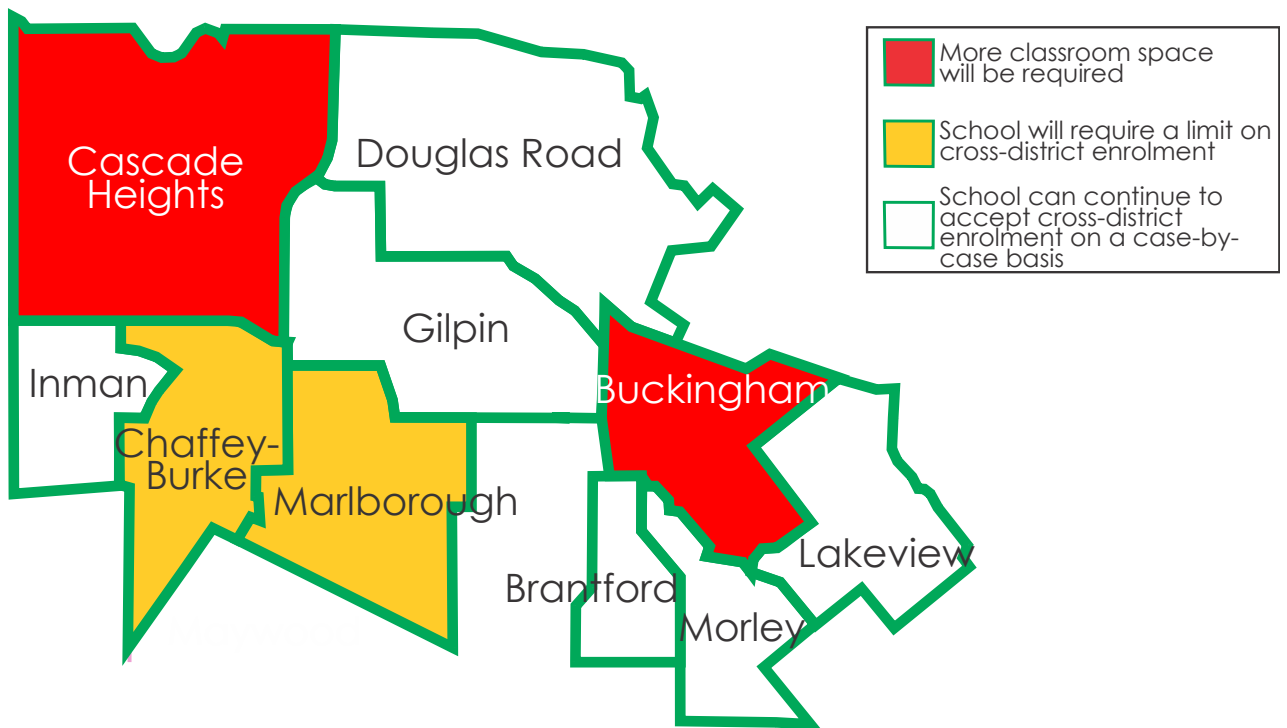 Cascade
Heights
Douglas Road
Gilpin
Inman
Buckingham
Chaffey-
Burke
Marlborough
Lakeview
Brantford
Morley
More classroom space
will be required
School will require a limit on
cross-district enrolment
School can continue to
accept cross-district
enrolment on a case-by-
case basis